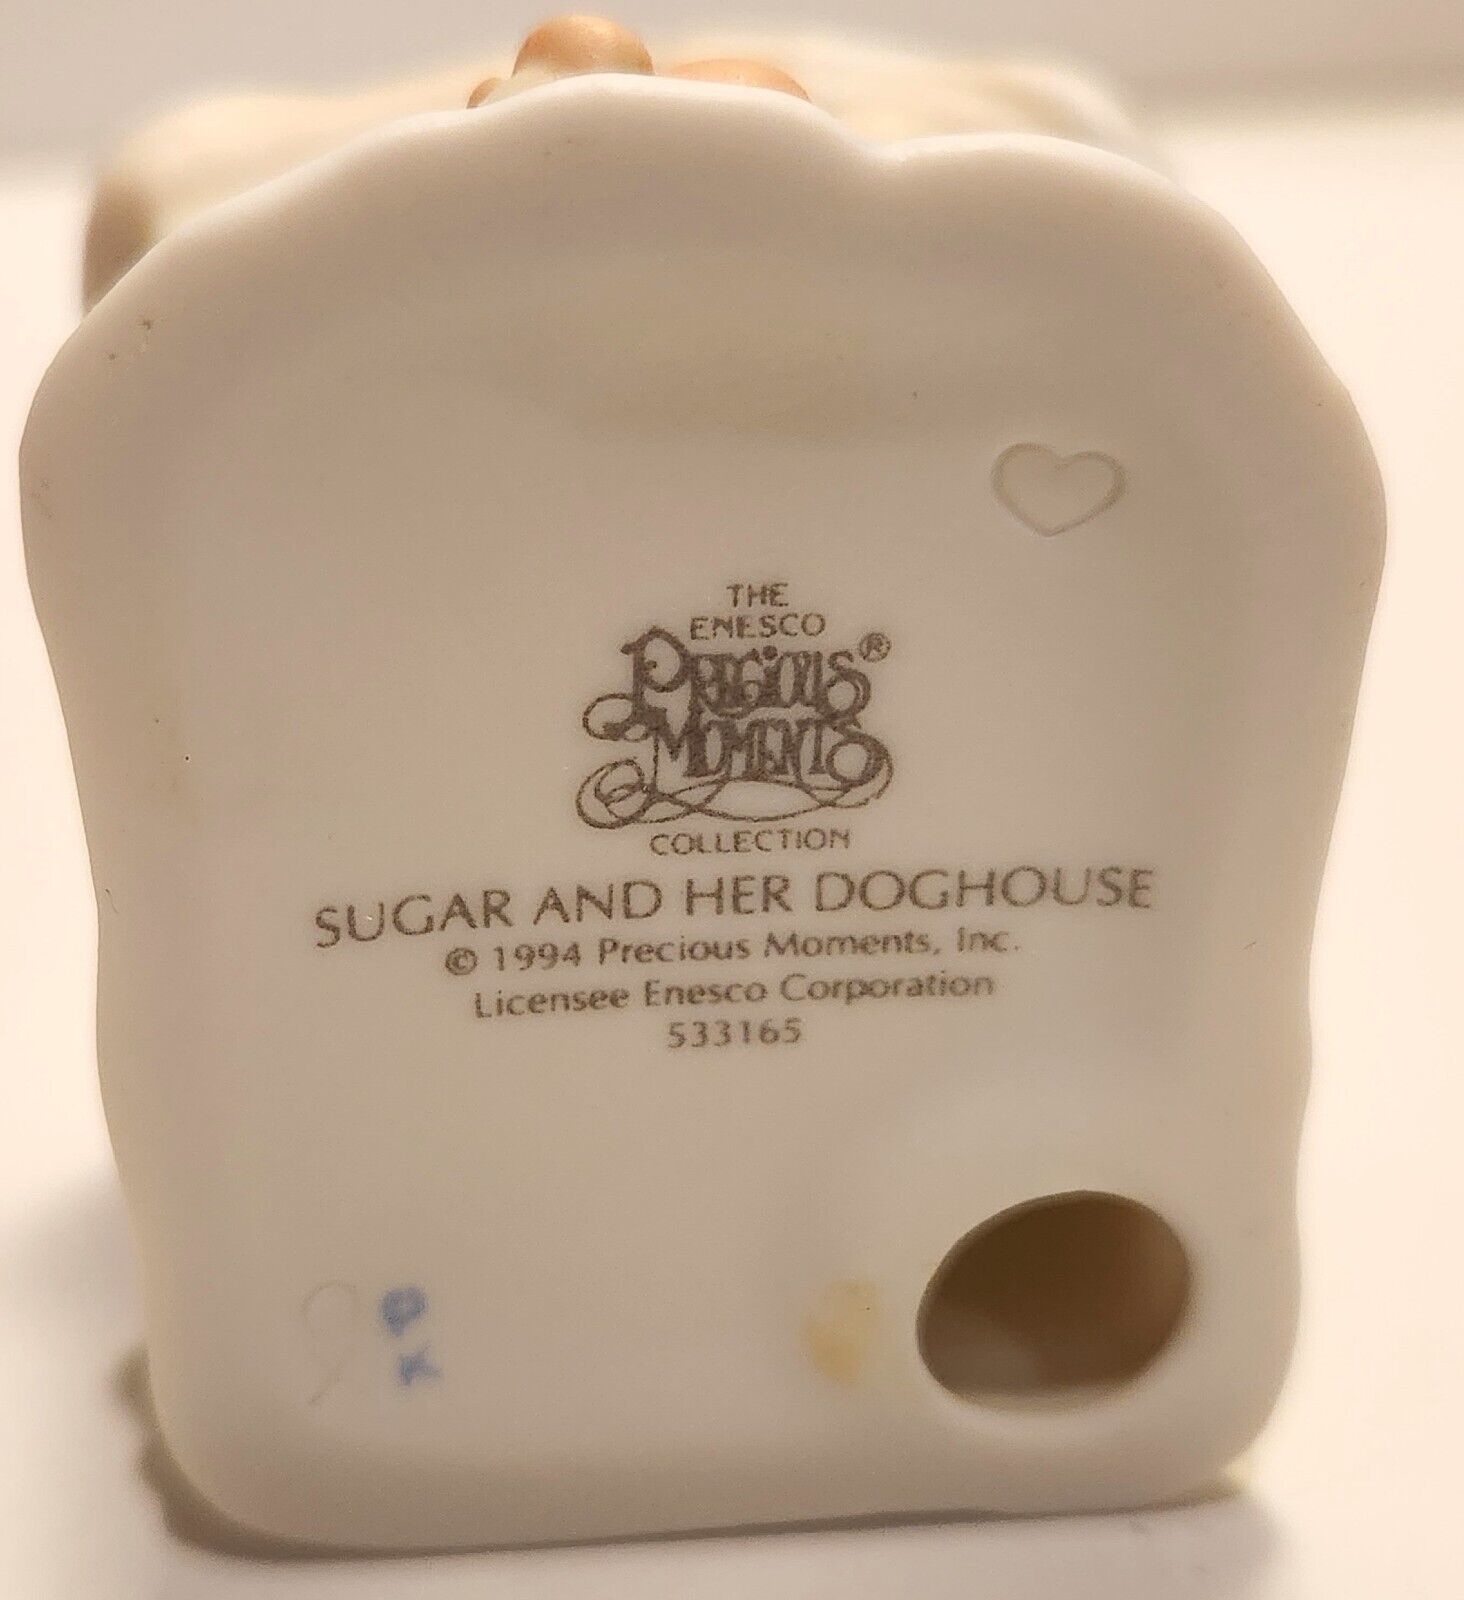 THE
ENESCO
PRECIOUS®
MOMENTS
COLLECTION
SUGAR AND HER DOGHOUSE
© 1994 Precious Moments, Inc.
Licensee Enesco Corporation
533165